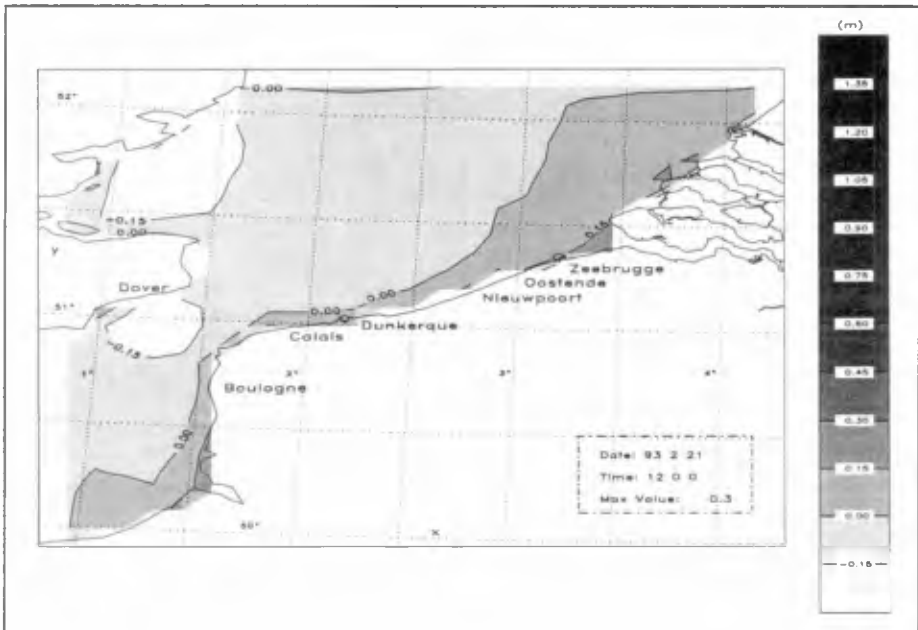 (m)
1.35
1.20
1.05
0.90
0.75
0.60
0.45
0.30
0.15
0.00
-0.15
0.00
52°
-0.15
0.00
0.15
y
Zeebrugge
Dover
Oostende
0.00
Nieuwpoort
51°
0.00
Dunkerque
Calais
-0.15
1°
2°
3°
4°
Boulogne
0.00
Date: 93 2 21
Time: 12 0 0
Max Value: 0.3
50°
x